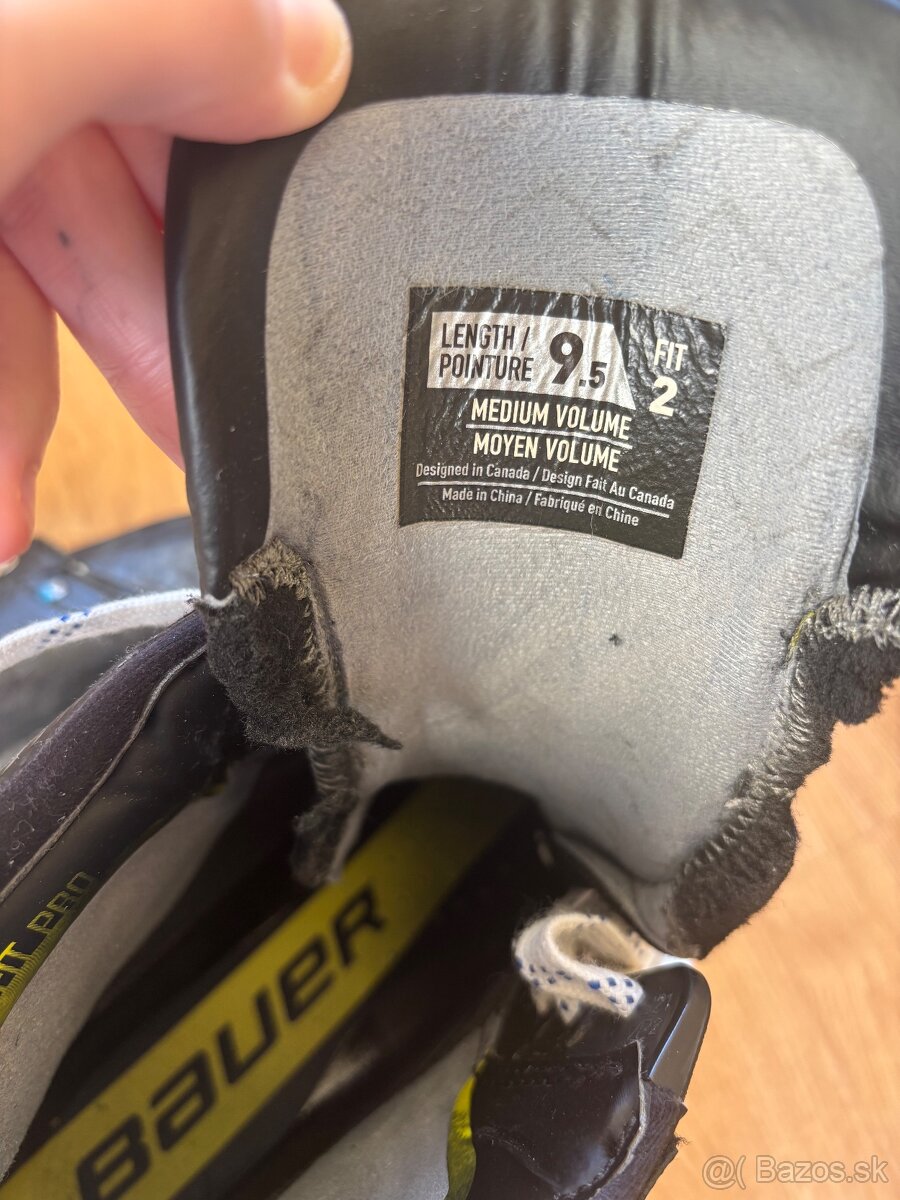 LENGTH /
POINTURE
9.5
FIT
2
MEDIUM VOLUME
MOYEN VOLUME
Designed in Canada / Design Fait Au Canada
Made in China / Fabriqué en Chine
PRO
BAUER
@( Bazos.sk